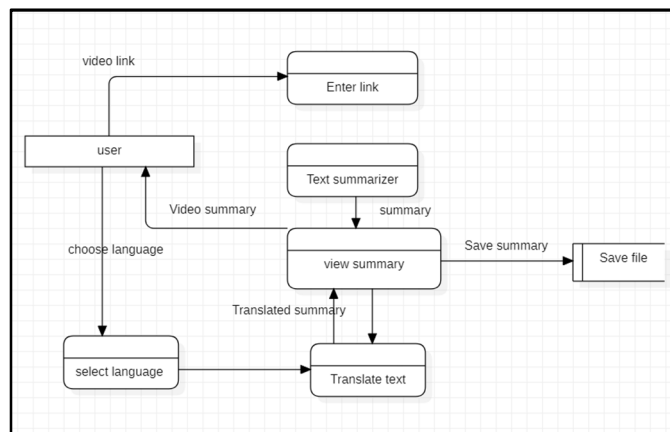 video link
Enter link
user
Text summarizer
Video summary
summary
choose language
Save summary
Save file
view summary
Translated summary
select language
Translate text